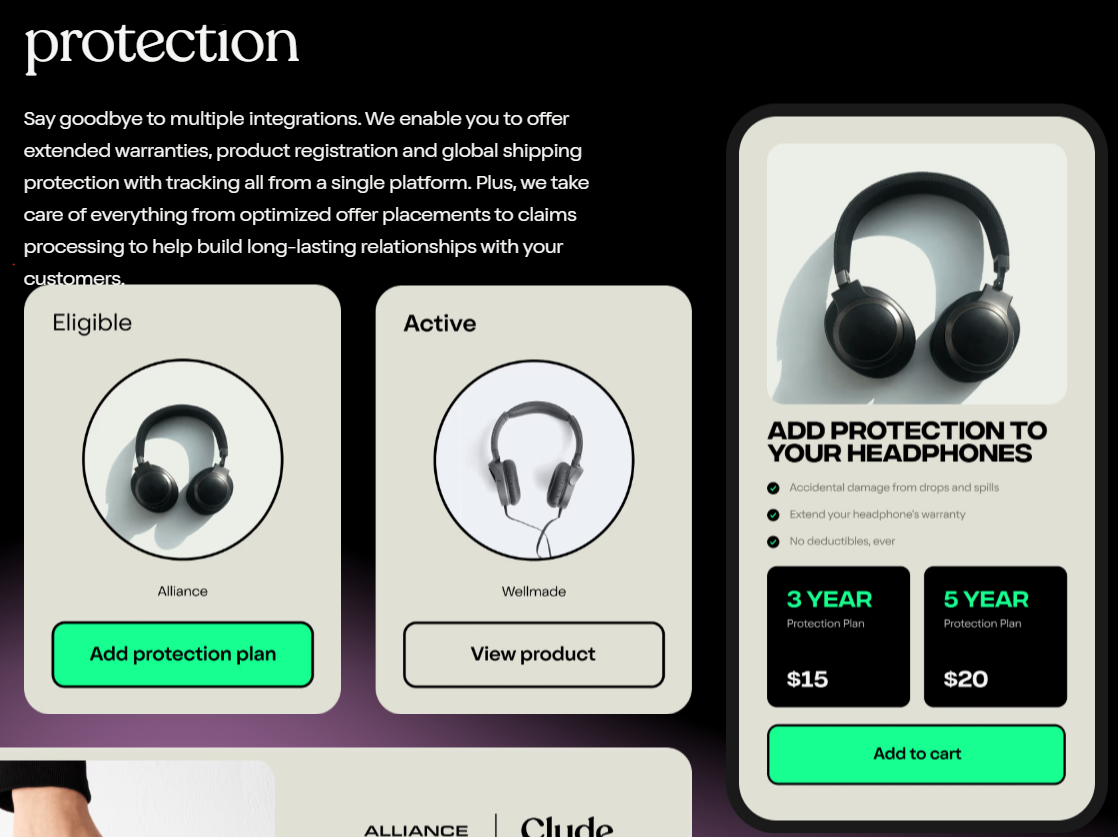 protection
Say goodbye to multiple integrations. We enable you to offer
extended warranties, product registration and global shipping
protection with tracking all from a single platform. Plus, we take
care of everything from optimized offer placements to claims
processing to help build long-lasting relationships with your
customers.
Eligible
Alliance
Add protection plan
Active
Wellmade
View product
ALLIANCE
Clyde
ADD PROTECTION TO
YOUR HEADPHONES
Accidental damage from drops and spills
Extend your headphone's warranty
No deductibles, ever
3 YEAR
Protection Plan
$15
5 YEAR
Protection Plan
$20
Add to cart